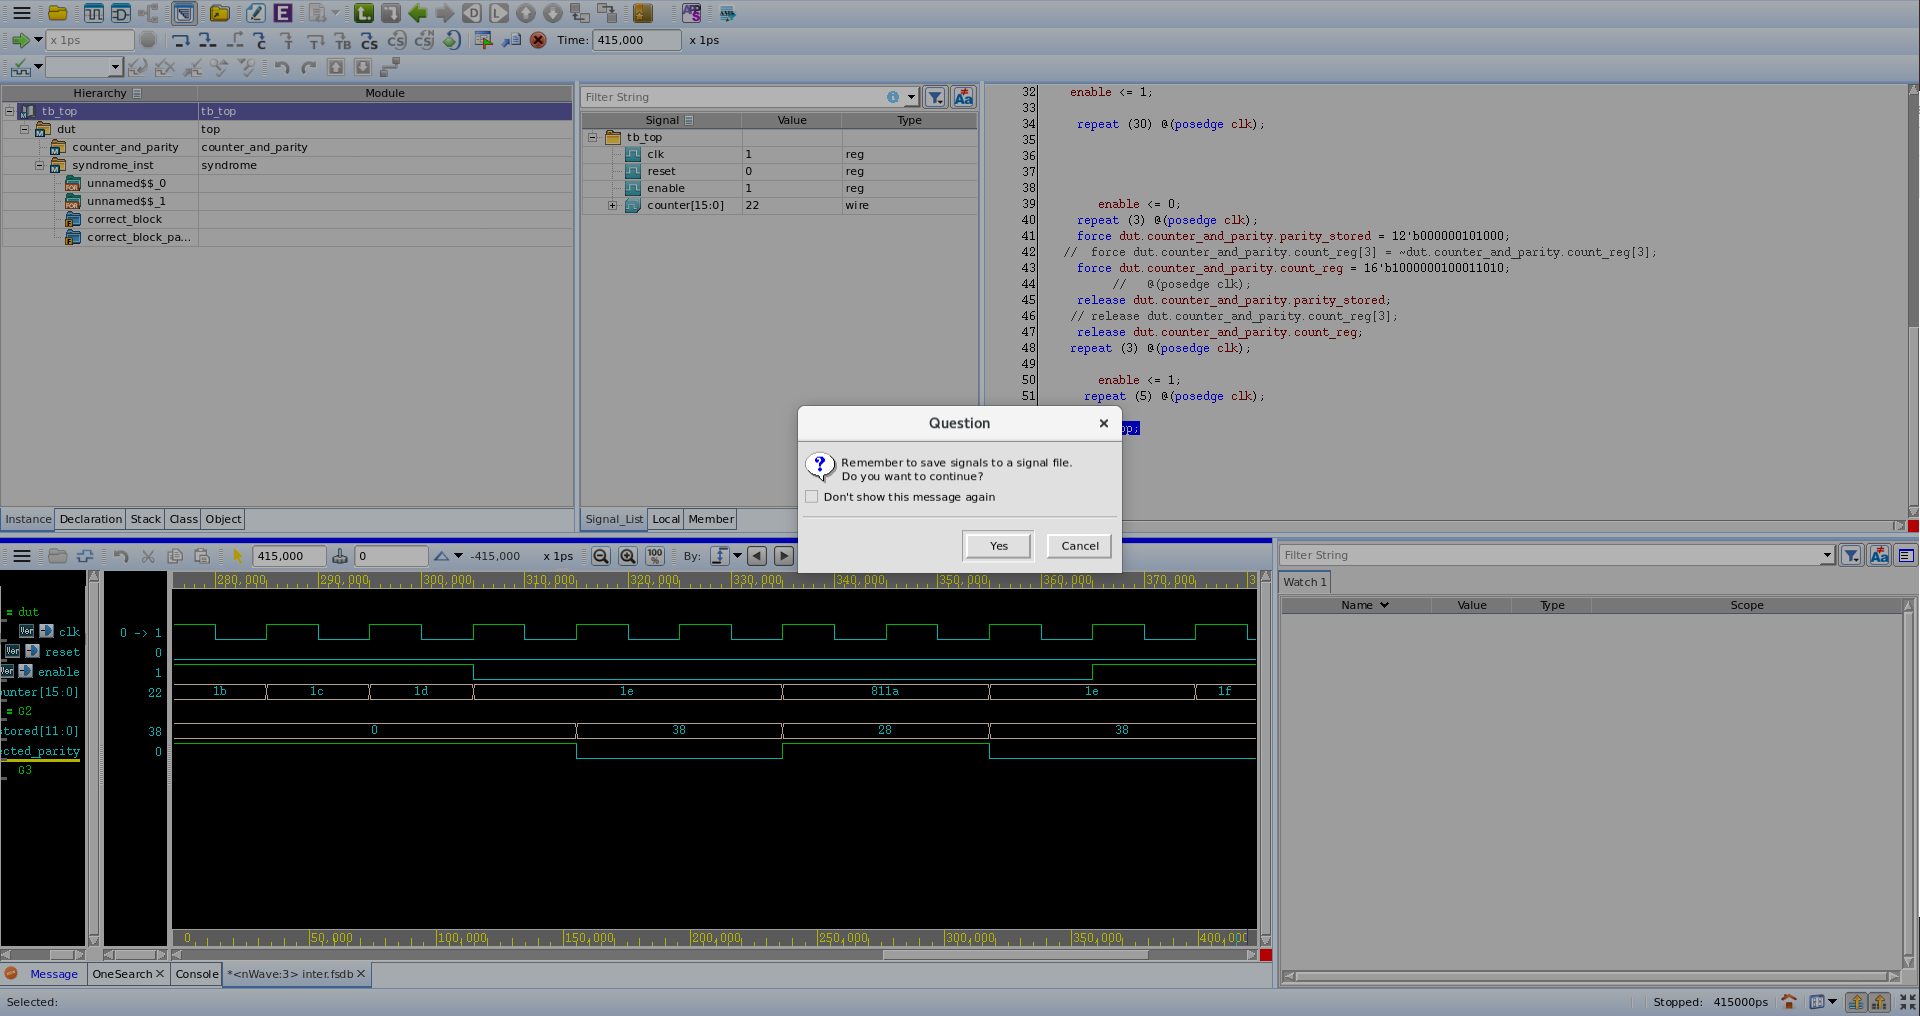 x 1ps
Time: 415,000 x 1ps
Hierarchy Module
tb_top tb_top
dut top
counter_and_parity counter_and_parity
syndrome_inst syndrome
unnamed$$_0
unnamed$$_1
correct_block
correct_block_pa...
Instance Declaration Stack Class Object
Filter String
Signal Value Type
tb_top
clk 1 reg
reset 0 reg
enable 1 reg
counter[15:0] 22 wire
Signal_List Local Member
32 enable <= 1;
33
34 repeat (30) @(posedge clk);
35
36
37
38
39 enable <= 0;
40 repeat (3) @(posedge clk);
41 force dut.counter_and_parity.parity_stored = 12'b000000101000;
42 // force dut.counter_and_parity.count_reg[3] = ~dut.counter_and_parity.count_reg[3];
43 force dut.counter_and_parity.count_reg = 16'b1000000100011010;
44 // @(posedge clk);
45 release dut.counter_and_parity.parity_stored;
46 // release dut.counter_and_parity.count_reg[3];
47 release dut.counter_and_parity.count_reg;
48 repeat (3) @(posedge clk);
49
50 enable <= 1;
51 repeat (5) @(posedge clk);
op;
Question
Remember to save signals to a signal file.
Do you want to continue?
Don't show this message again
Yes Cancel
415,000 0 -415,000 x 1ps 100% By:
280,000 290,000 300,000 310,000 320,000 330,000 340,000 350,000 360,000 370,000 3
= dut
clk 0 -> 1
reset 0
enable 1
unter[15:0] 22 1b 1c 1d 1e 811a 1e 1f
= G2
stored[11:0] 38 0 38 28 38
cted_parity 0
G3
0 50,000 100,000 150,000 200,000 250,000 300,000 350,000 400,000
Filter String
Watch 1
Name Value Type Scope
Message OneSearch Console *<nWave:3> inter.fsdb
Selected: Stopped: 415000ps